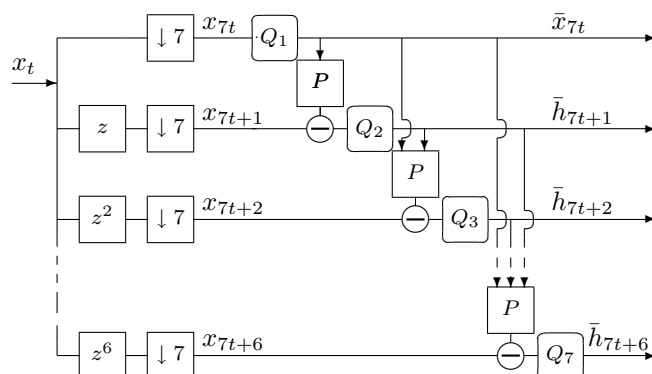 ↓ 7 x_{7t} Q_1 x̄_{7t}
x_t
P
z ↓ 7 x_{7t+1} Q_2 h̄_{7t+1}
P
z^2 ↓ 7 x_{7t+2} Q_3 h̄_{7t+2}
P
z^6 ↓ 7 x_{7t+6} Q_7 h̄_{7t+6}